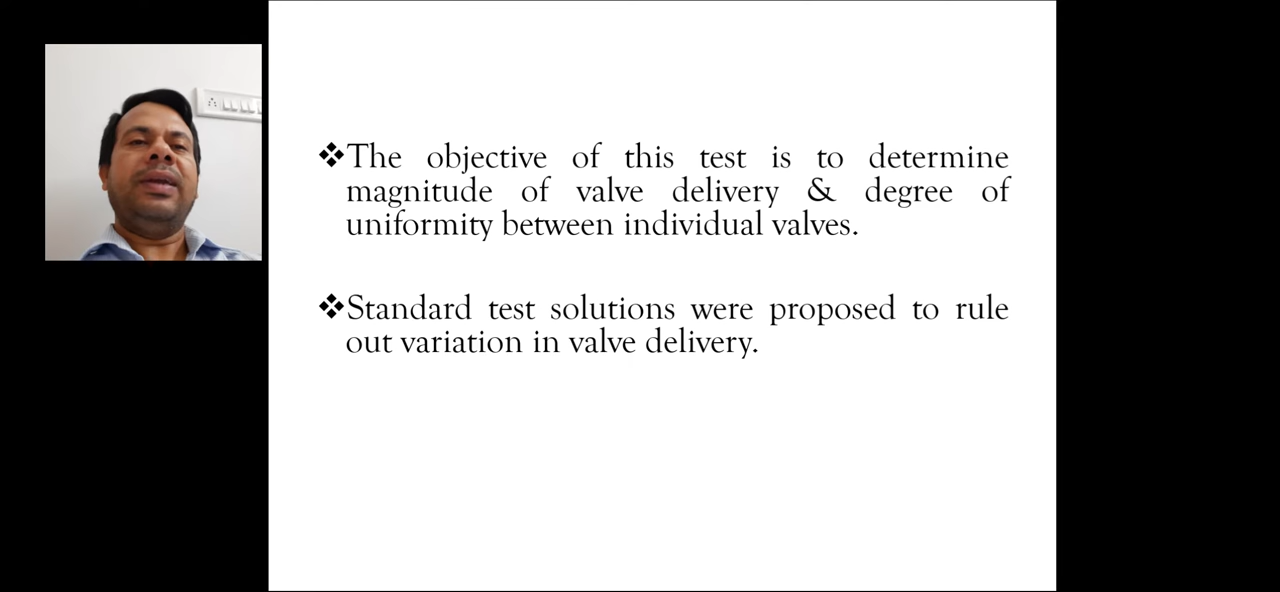 ❖The objective of this test is to determine
magnitude of valve delivery & degree of
uniformity between individual valves.
❖Standard test solutions were proposed to rule
out variation in valve delivery.